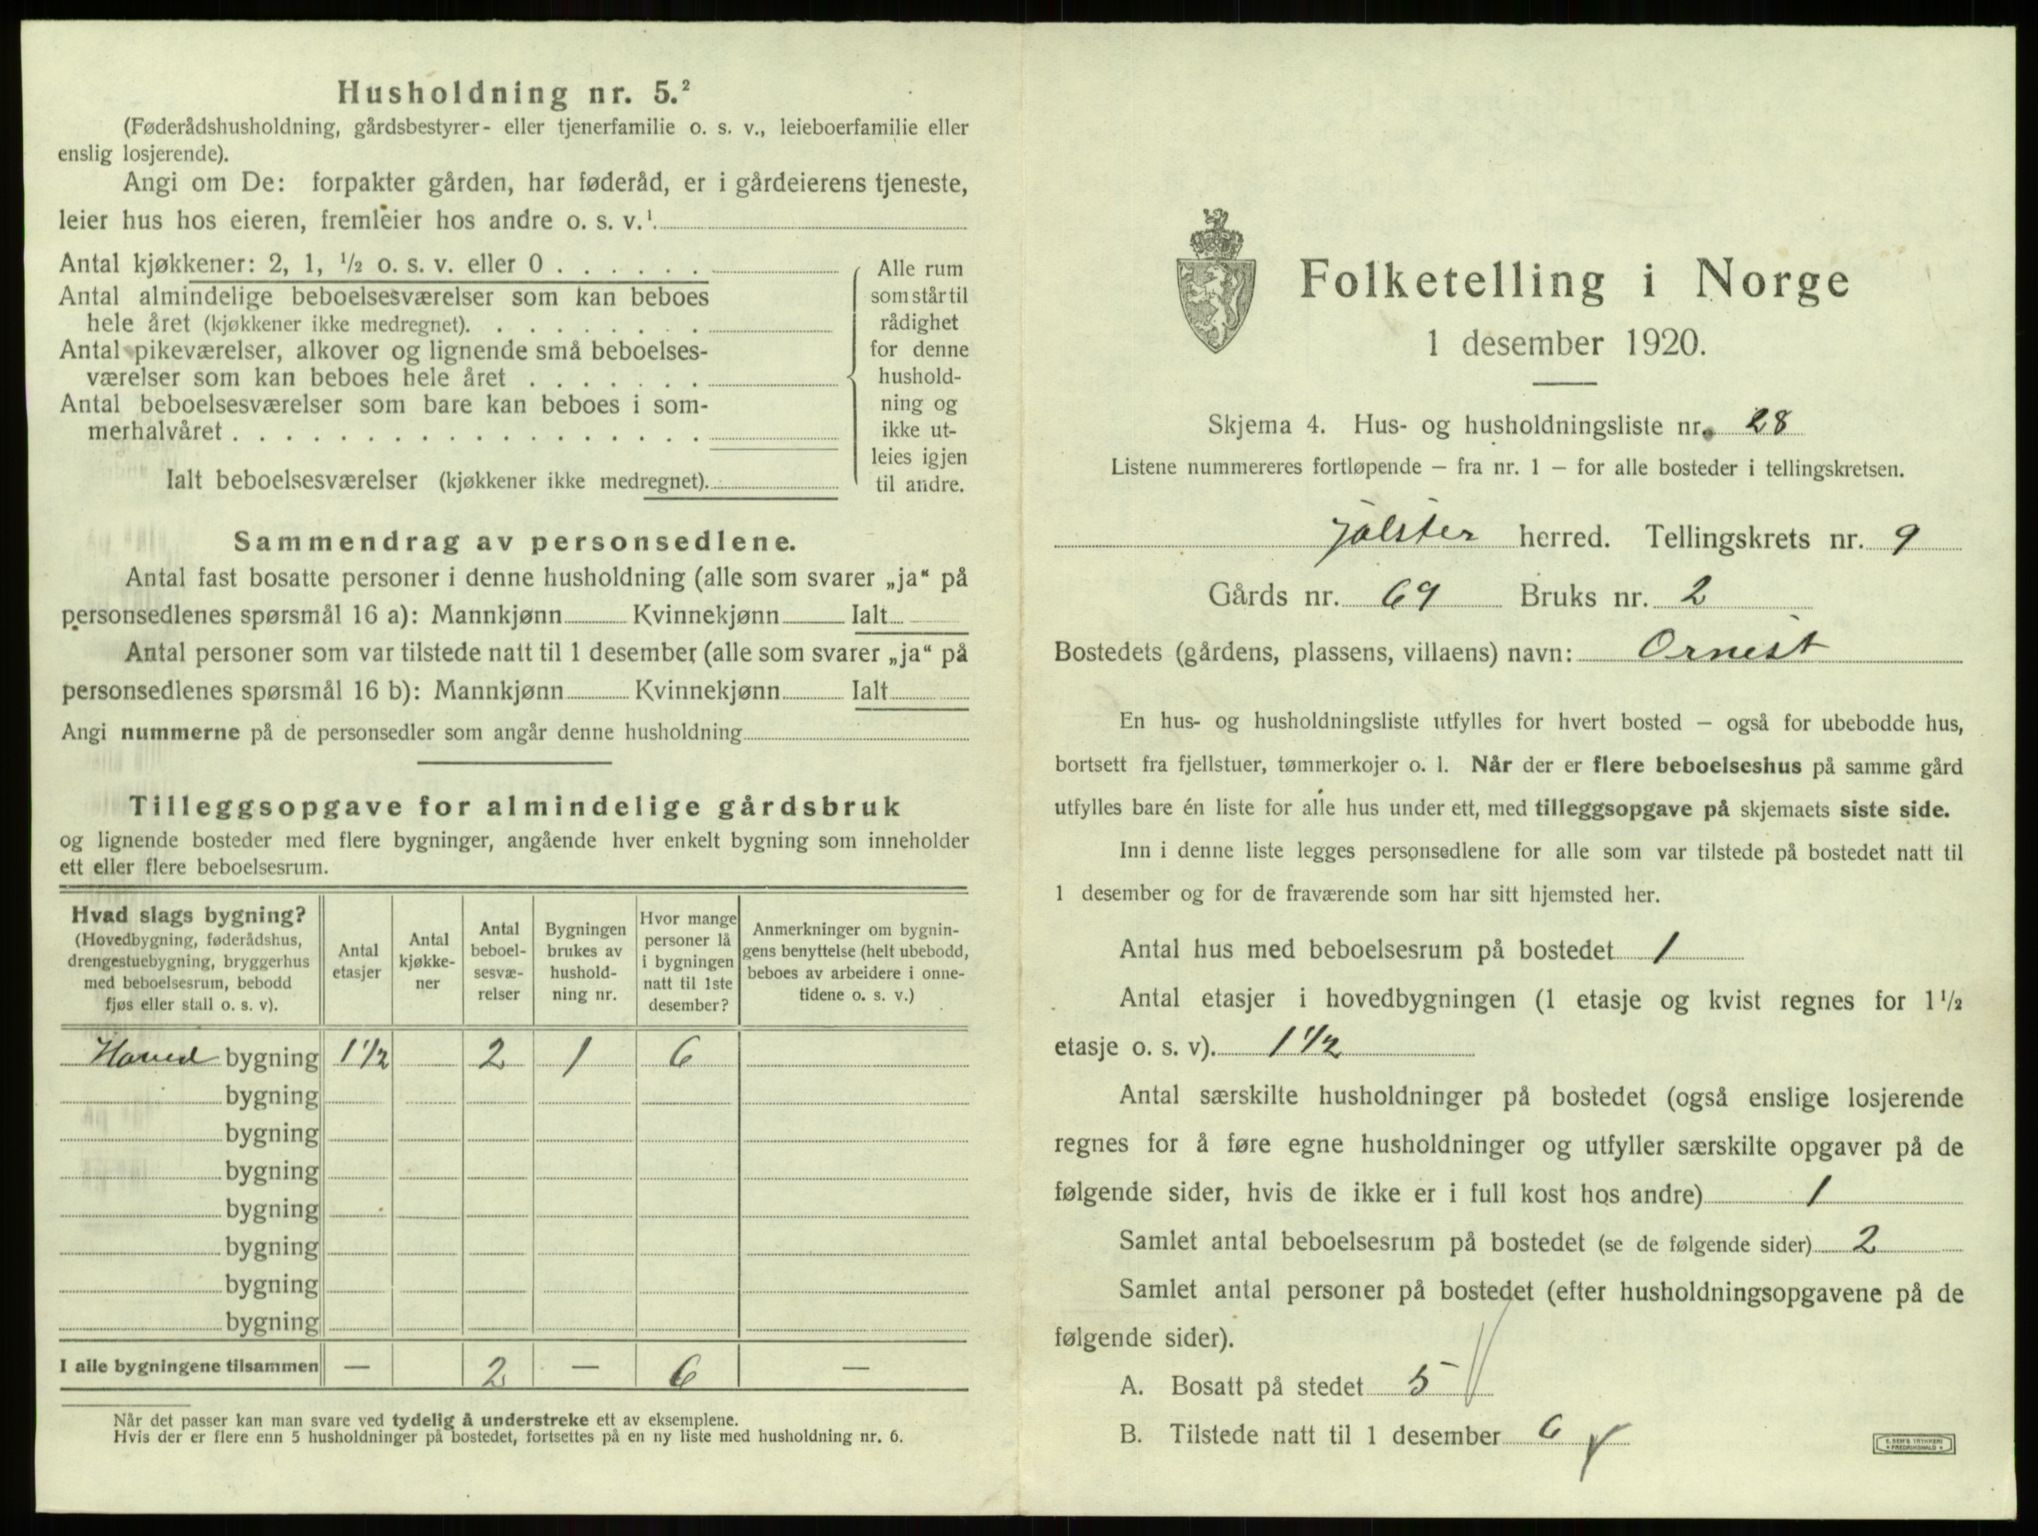 Husholdning nr. 5.²
(Føderådshusholdning, gårdsbestyrer- eller tjenerfamilie o. s. v., leieboerfamilie eller
enslig losjerende).
Angi om De: forpakter gården, har føderåd, er i gårdeierens tjeneste,
leier hus hos eieren, fremleier hos andre o. s. v.¹
Antal kjøkkener: 2, 1, ½ o. s. v. eller 0
Antal almindelige beboelsesværelser som kan beboes
hele året (kjøkkener ikke medregnet).
Antal pikeværelser, alkover og lignende små beboelses-
værelser som kan beboes hele året
Antal beboelsesværelser som bare kan beboes i som-
merhalvåret
Ialt beboelsesværelser (kjøkkener ikke medregnet).
Alle rum
som står til
rådighet
for denne
hushold-
ning og
ikke ut-
leies igjen
til andre.
Sammendrag av personsedlene.
Antal fast bosatte personer i denne husholdning (alle som svarer „ja“ på
personsedlenes spørsmål 16 a): Mannkjønn Kvinnekjønn Ialt
Antal personer som var tilstede natt til 1 desember (alle som svarer „ja“ på
personsedlenes spørsmål 16 b): Mannkjønn Kvinnekjønn Ialt
Angi nummerne på de personsedler som angår denne husholdning
Tilleggsopgave for almindelige gårdsbruk
og lignende bosteder med flere bygninger, angående hver enkelt bygning som inneholder
ett eller flere beboelsesrum.
Hvad slags bygning?
(Hovedbygning, føderådshus,
drengestuebygning, bryggerhus
med beboelsesrum, bebodd
fjøs eller stall o. s. v).
Antal
etasjer
Antal
kjøkke-
ner
Antal
beboel-
sesvæ-
relser
Bygningen
brukes av
hushold-
ning nr.
Hvor mange
personer lå
i bygningen
natt til 1ste
desember?
Anmerkninger om bygnin-
gens benyttelse (helt ubebodd,
beboes av arbeidere i onne-
tidene o. s. v.)
Hoved bygning 1 1/2 2 1 6
bygning
bygning
bygning
bygning
bygning
bygning
bygning
I alle bygningene tilsammen — 2 — 6 —
Når det passer kan man svare ved tydelig å understreke ett av eksemplene.
Hvis der er flere enn 5 husholdninger på bostedet, fortsettes på en ny liste med husholdning nr. 6.
Folketelling i Norge
1 desember 1920.
Skjema 4. Hus- og husholdningsliste nr. 28
Listene nummereres fortløpende – fra nr. 1 – for alle bosteder i tellingskretsen.
Jølster herred. Tellingskrets nr. 9
Gårds nr. 69 Bruks nr. 2
Bostedets (gårdens, plassens, villaens) navn:
En hus- og husholdningsliste utfylles for hvert bosted – også for ubebodde hus,
bortsett fra fjellstuer, tømmerkojer o. l. Når der er flere beboelseshus på samme gård
utfylles bare én liste for alle hus under ett, med tilleggsopgave på skjemaets siste side.
Inn i denne liste legges personsedlene for alle som var tilstede på bostedet natt til
1 desember og for de fraværende som har sitt hjemsted her.
Antal hus med beboelsesrum på bostedet 1
Antal etasjer i hovedbygningen (1 etasje og kvist regnes for 1 ½
etasje o. s. v). 1 1/2
Antal særskilte husholdninger på bostedet (også enslige losjerende
regnes for å føre egne husholdninger og utfyller særskilte opgaver på de
følgende sider, hvis de ikke er i full kost hos andre) 1
Samlet antal beboelsesrum på bostedet (se de følgende sider) 2
Samlet antal personer på bostedet (efter husholdningsopgavene på de
følgende sider).
A. Bosatt på stedet 5
B. Tilstede natt til 1 desember 6